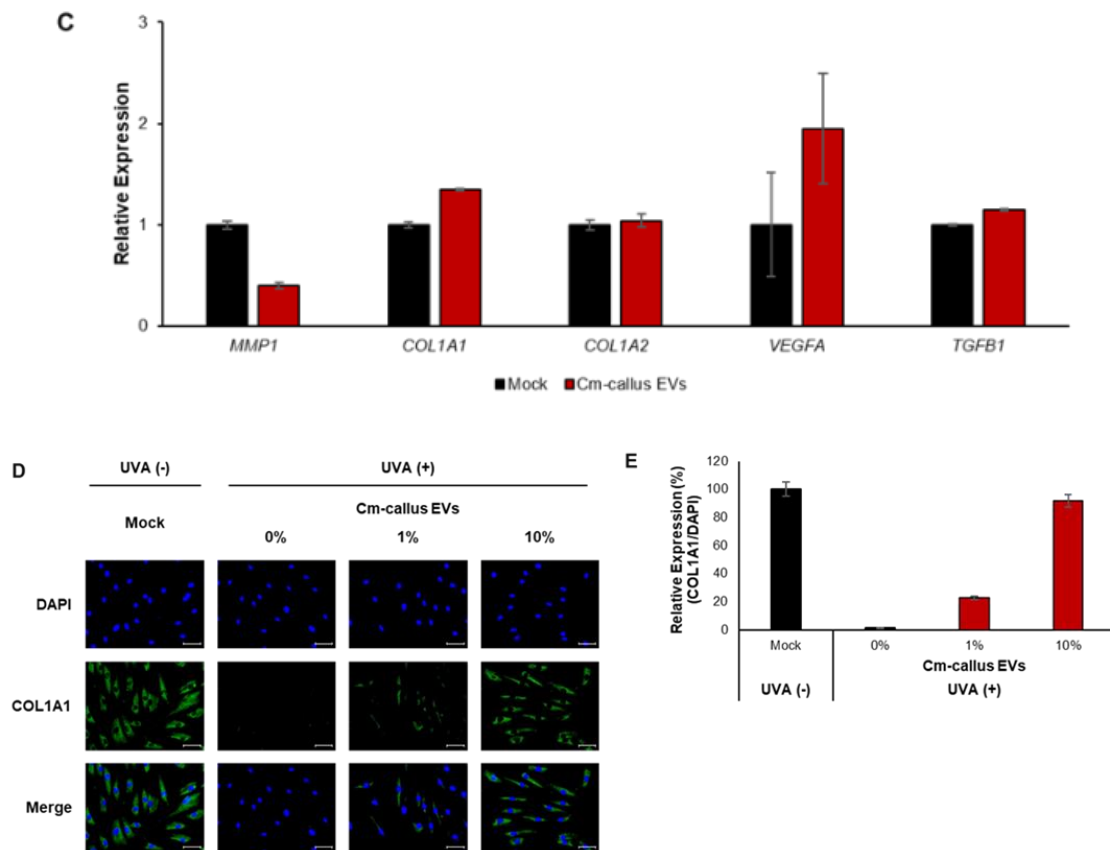 C
3
2
1
0
Relative Expression
MMP1 COL1A1 COL1A2 VEGFA TGFB1
Mock Cm-callus EVs
D
UVA (-) UVA (+)
Mock Cm-callus EVs
0% 1% 10%
DAPI
COL1A1
Merge
E
120
100
80
60
40
20
0
Relative Expression (%)
(COL1A1/DAPI)
Mock 0% 1% 10%
Cm-callus EVs
UVA (-) UVA (+)